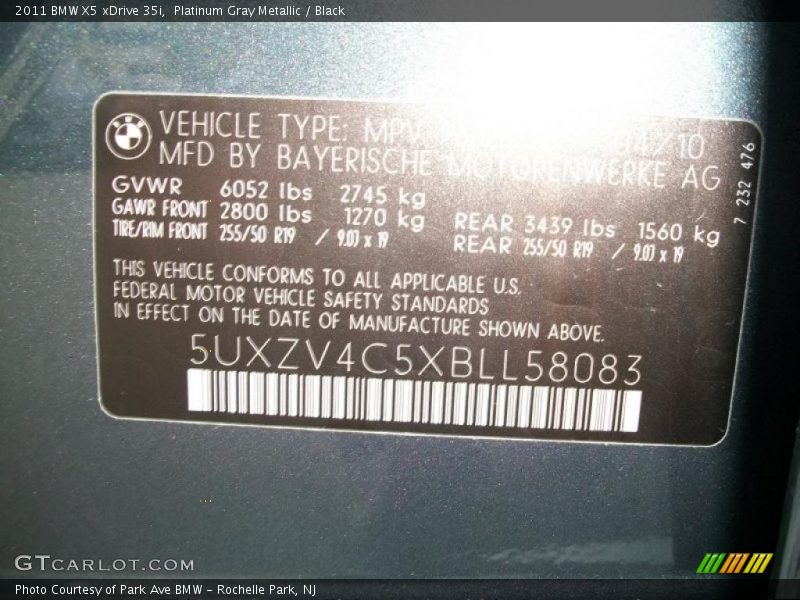 2011 BMW X5 xDrive 35i, Platinum Gray Metallic / Black
VEHICLE TYPE: MPV 04/10
MFD BY BAYERISCHE MOTORENWERKE AG
7 232 476
GVWR 6052 lbs 2745 kg
GAWR FRONT 2800 lbs 1270 kg REAR 3439 lbs 1560 kg
TIRE/RIM FRONT 255/50 R19 / 9.0J x 19 REAR 255/50 R19 / 9.0J x 19
THIS VEHICLE CONFORMS TO ALL APPLICABLE U.S.
FEDERAL MOTOR VEHICLE SAFETY STANDARDS
IN EFFECT ON THE DATE OF MANUFACTURE SHOWN ABOVE.
5UXZV4C5XBLL58083
GTCARLOT.COM
Photo Courtesy of Park Ave BMW - Rochelle Park, NJ